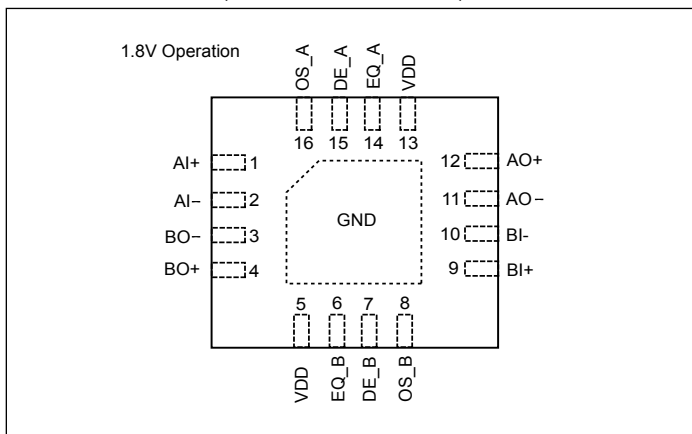 1.8V Operation
OS_A
DE_A
EQ_A
VDD
16 15 14 13
AI+ 1
AI− 2
BO− 3
BO+ 4
12 AO+
11 AO−
10 BI-
9 BI+
GND
5 6 7 8
VDD
EQ_B
DE_B
OS_B